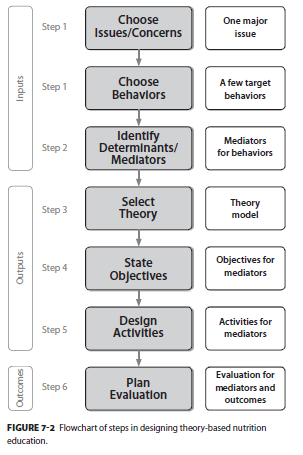 Inputs
Step 1
Choose
Issues/Concerns
One major
issue
Step 1
Choose
Behaviors
A few target
behaviors
Step 2
Identify
Determinants/
Mediators
Mediators
for behaviors
Outputs
Step 3
Select
Theory
Theory
model
Step 4
State
Objectives
Objectives for
mediators
Step 5
Design
Activities
Activities for
mediators
Outcomes
Step 6
Plan
Evaluation
Evaluation for
mediators and
outcomes
FIGURE 7-2 Flowchart of steps in designing theory-based nutrition
education.